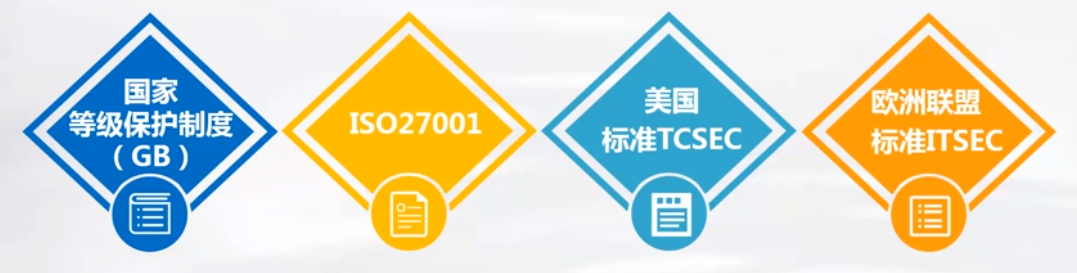 国家
等级保护制度
（GB）
ISO27001
美国
标准TCSEC
欧洲联盟
标准ITSEC